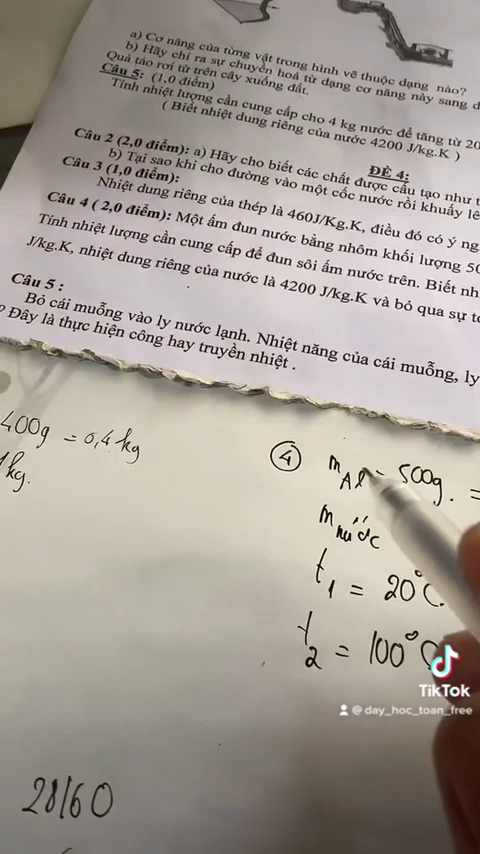 a) Cơ năng của từng vật trong hình vẽ thuộc dạng nào?
b) Hãy chỉ ra sự chuyển hoá từ dạng cơ năng này sang d
Quả táo rơi từ trên cây xuống đất.
Câu 5: (1,0 điểm)
Tính nhiệt lượng cần cung cấp cho 4 kg nước để tăng từ 20
( Biết nhiệt dung riêng của nước 4200 J/kg.K )
ĐỀ 4:
Câu 2 (2,0 điểm): a) Hãy cho biết các chất được cấu tạo như t
b) Tại sao khi cho đường vào một cốc nước rồi khuấy lê
Câu 3 (1,0 điểm):
Nhiệt dung riêng của thép là 460J/Kg.K, điều đó có ý ng
Câu 4 ( 2,0 điểm): Một ấm đun nước bằng nhôm khối lượng 50
Tính nhiệt lượng cần cung cấp để đun sôi ấm nước trên. Biết nh
J/kg.K, nhiệt dung riêng của nước là 4200 J/kg.K và bỏ qua sự tỏ
Câu 5 :
Bỏ cái muỗng vào ly nước lạnh. Nhiệt năng của cái muỗng, ly
? Đây là thực hiện công hay truyền nhiệt .
400g = 0,4 kg
1kg.
4 mAl = 500g. =
mnước
t1 = 20°C.
t2 = 100°C
TikTok
@day_hoc_toan_free
28160